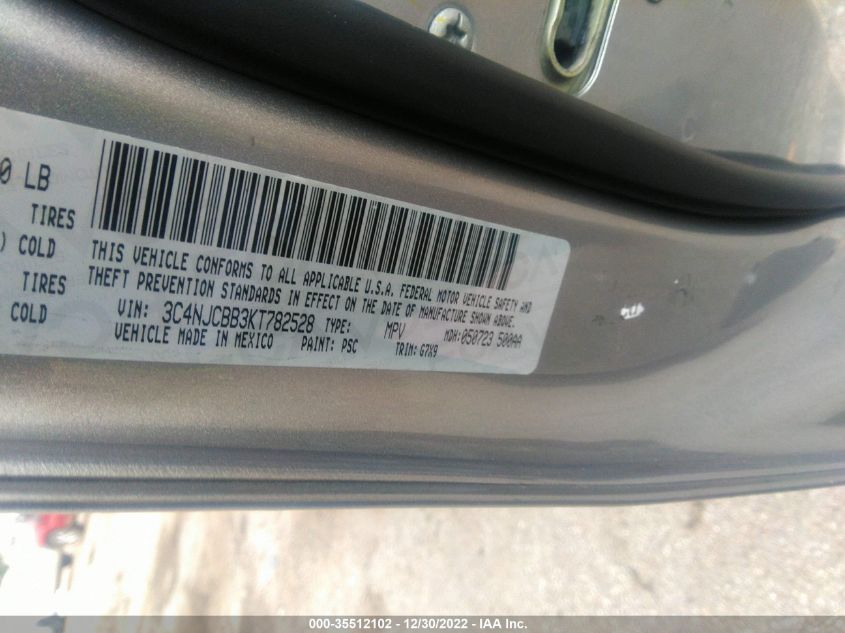 0 LB
TIRES
) COLD
TIRES
COLD
THIS VEHICLE CONFORMS TO ALL APPLICABLE U.S.A. FEDERAL MOTOR VEHICLE SAFETY AND
THEFT PREVENTION STANDARDS IN EFFECT ON THE DATE OF MANUFACTURE SHOWN ABOVE.
VIN: 3C4NJCBB3KT782528 TYPE: MPV MDH:050723 500AA
VEHICLE MADE IN MEXICO PAINT: PSC TRIM: G7X9
000-35512102 - 12/30/2022 - IAA Inc.